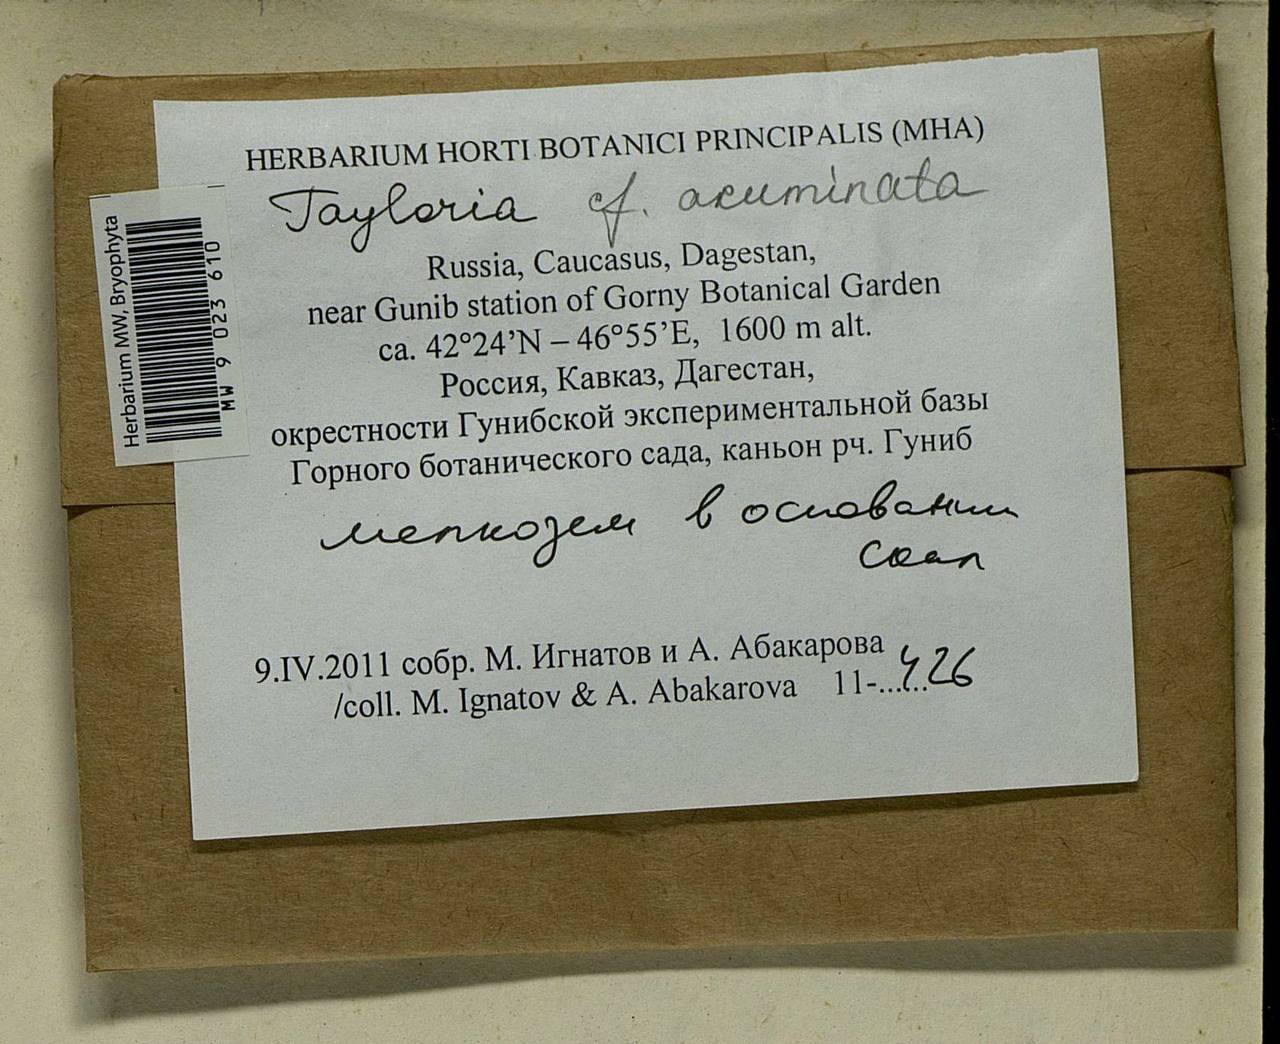 HERBARIUM HORTI BOTANICI PRINCIPALIS (MHA)
Tayloria cf. acuminata
Russia, Caucasus, Dagestan,
near Gunib station of Gorny Botanical Garden
ca. 42°24’N – 46°55’E, 1600 m alt.
Россия, Кавказ, Дагестан,
окрестности Гунибской экспериментальной базы
Горного ботанического сада, каньон рч. Гуниб
мелкозем в основании
скал
9.IV.2011 собр. М. Игнатов и А. Абакарова
/coll. M. Ignatov & A. Abakarova 11-......426
Herbarium MW, Bryophyta
MW 9 023 610